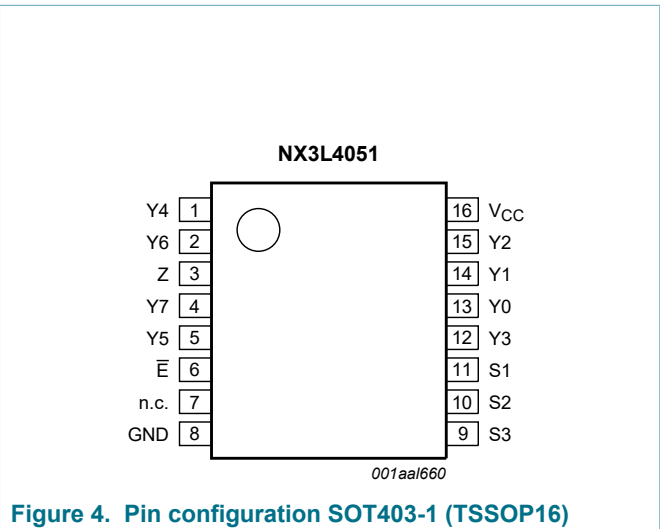 NX3L4051
Y4 1 16 VCC
Y6 2 15 Y2
Z 3 14 Y1
Y7 4 13 Y0
Y5 5 12 Y3
E̅ 6 11 S1
n.c. 7 10 S2
GND 8 9 S3
001aal660
Figure 4. Pin configuration SOT403-1 (TSSOP16)